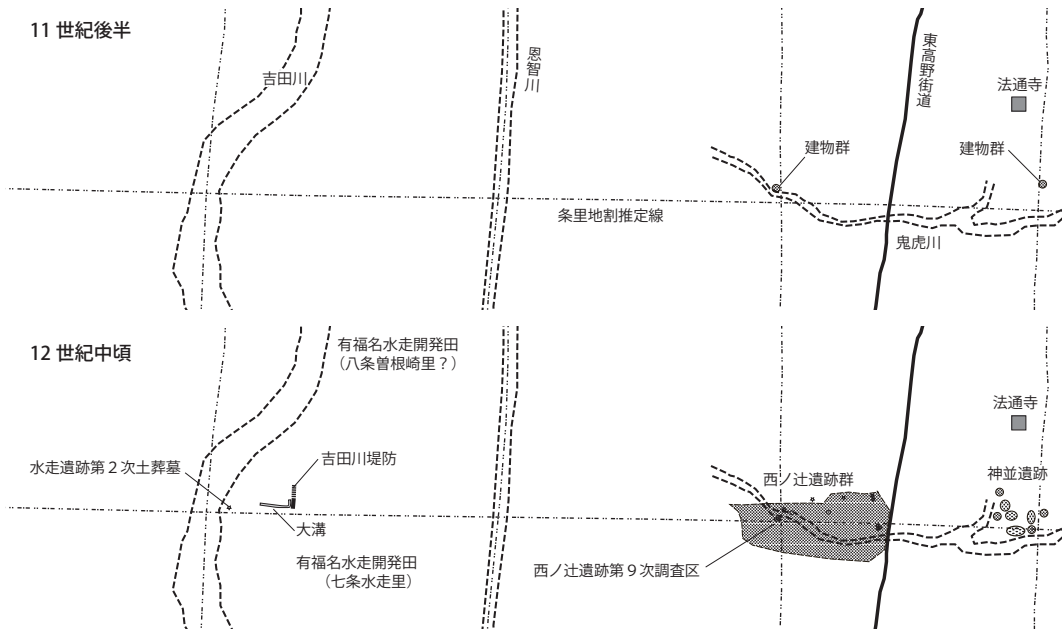 11 世紀後半
吉田川
恩智川
東高野街道
法通寺
建物群
建物群
条里地割推定線
鬼虎川
12 世紀中頃
有福名水走開発田
（八条曽根崎里？）
法通寺
水走遺跡第２次土葬墓
吉田川堤防
西ノ辻遺跡群
神並遺跡
大溝
有福名水走開発田
（七条水走里）
西ノ辻遺跡第９次調査区